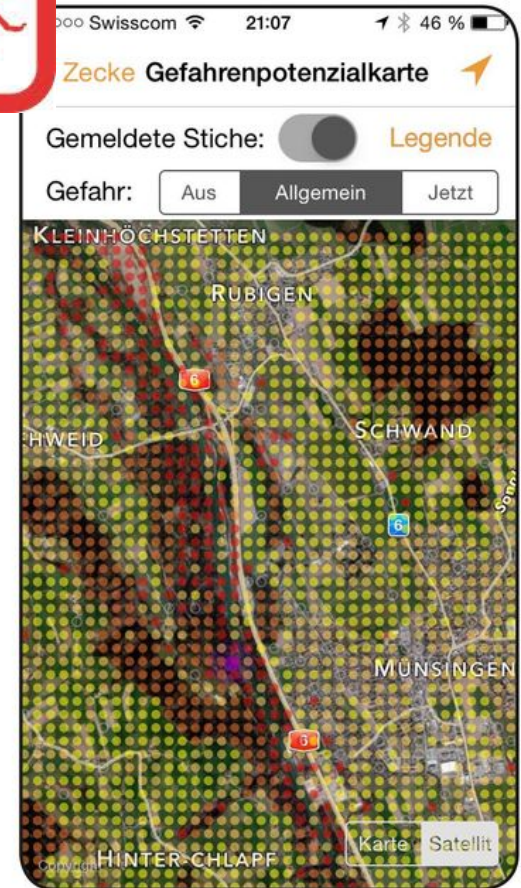 Swisscom 21:07 46 %
Zecke Gefahrenpotenzialkarte
Gemeldete Stiche: Legende
Gefahr: Aus Allgemein Jetzt
KLEINHÖCHSTETTEN
RUBIGEN
6
SCHWAND
HWEID
6
MÜNSINGEN
6
Karte Satellit
HINTER-CHLAPF